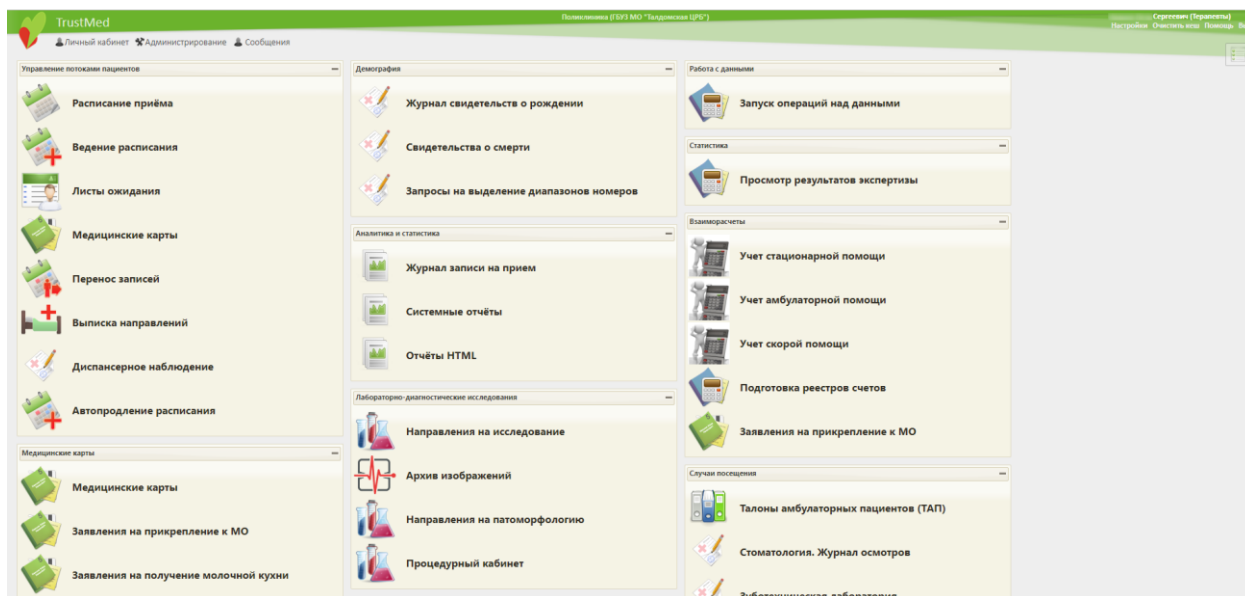 TrustMed
Поликлиника (ГБУЗ МО "Талдомская ЦРБ")
Сергеевич (Терапевты)
Настройки Очистить кеш Помощь
Личный кабинет Администрирование Сообщения
Управление потоками пациентов
Расписание приёма
Ведение расписания
Листы ожидания
Медицинские карты
Перенос записей
Выписка направлений
Диспансерное наблюдение
Автопродление расписания
Медицинские карты
Медицинские карты
Заявления на прикрепление к МО
Заявления на получение молочной кухни
Демография
Журнал свидетельств о рождении
Свидетельства о смерти
Запросы на выделение диапазонов номеров
Аналитика и статистика
Журнал записи на прием
Системные отчёты
Отчёты HTML
Лабораторно-диагностические исследования
Направления на исследование
Архив изображений
Направления на патоморфологию
Процедурный кабинет
Работа с данными
Запуск операций над данными
Статистика
Просмотр результатов экспертизы
Взаиморасчеты
Учет стационарной помощи
Учет амбулаторной помощи
Учет скорой помощи
Подготовка реестров счетов
Заявления на прикрепление к МО
Случаи посещения
Талоны амбулаторных пациентов (ТАП)
Стоматология. Журнал осмотров
Зуботехническая лаборатория